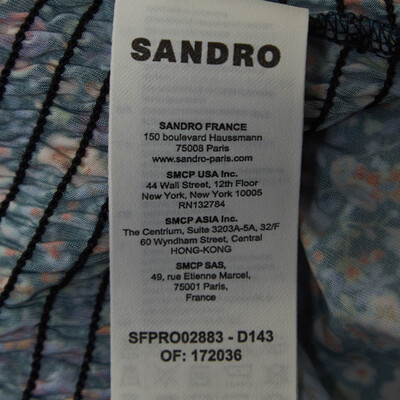 SANDRO
SANDRO FRANCE
150 boulevard Haussmann
75008 Paris
www.sandro-paris.com
SMCP USA Inc.
44 Wall Street, 12th Floor
New York, New York 10005
RN132784
SMCP ASIA Inc.
The Centrium, Suite 3203A-5A, 32/F
60 Wyndham Street, Central
HONG-KONG
SMCP SAS,
49, rue Etienne Marcel,
75001 Paris,
France
SFPRO02883 - D143
OF: 172036